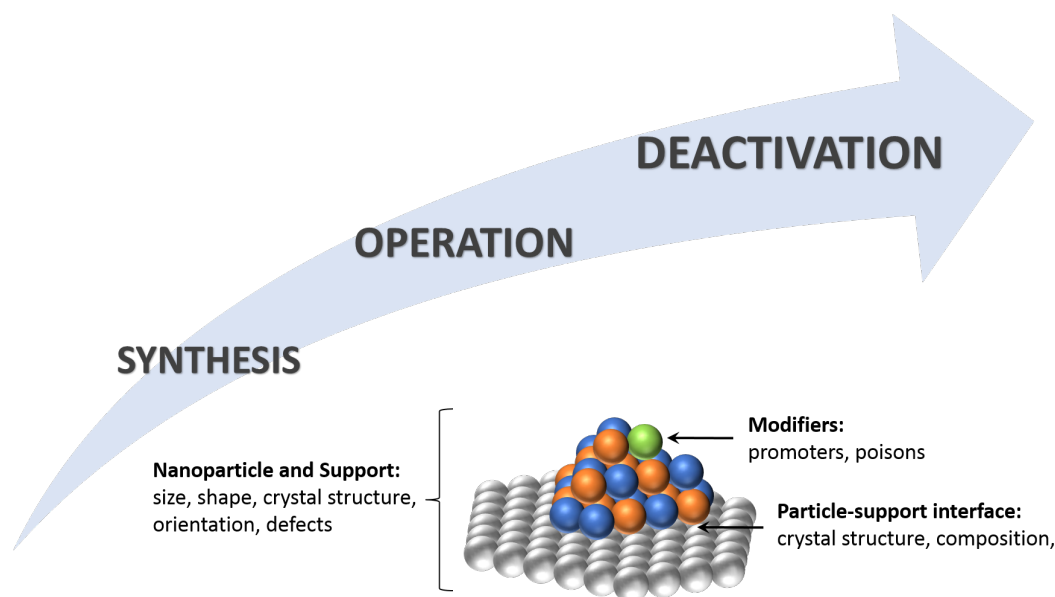 DEACTIVATION
OPERATION
SYNTHESIS
Nanoparticle and Support:
size, shape, crystal structure,
orientation, defects
Modifiers:
promoters, poisons
Particle-support interface:
crystal structure, composition,